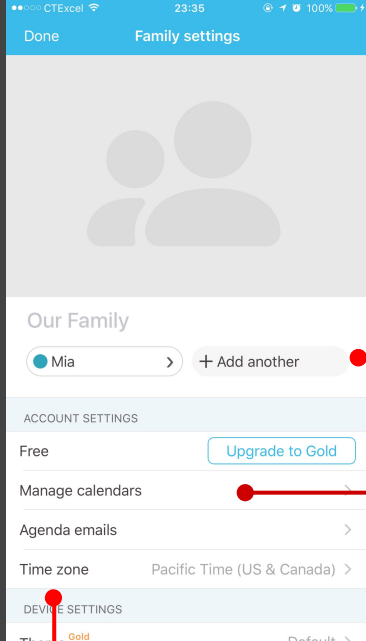 CTExcel 23:35 100%
Done Family settings
Our Family
Mia + Add another
ACCOUNT SETTINGS
Free Upgrade to Gold
Manage calendars
Agenda emails
Time zone Pacific Time (US & Canada)
DEVICE SETTINGS
Theme Gold Default